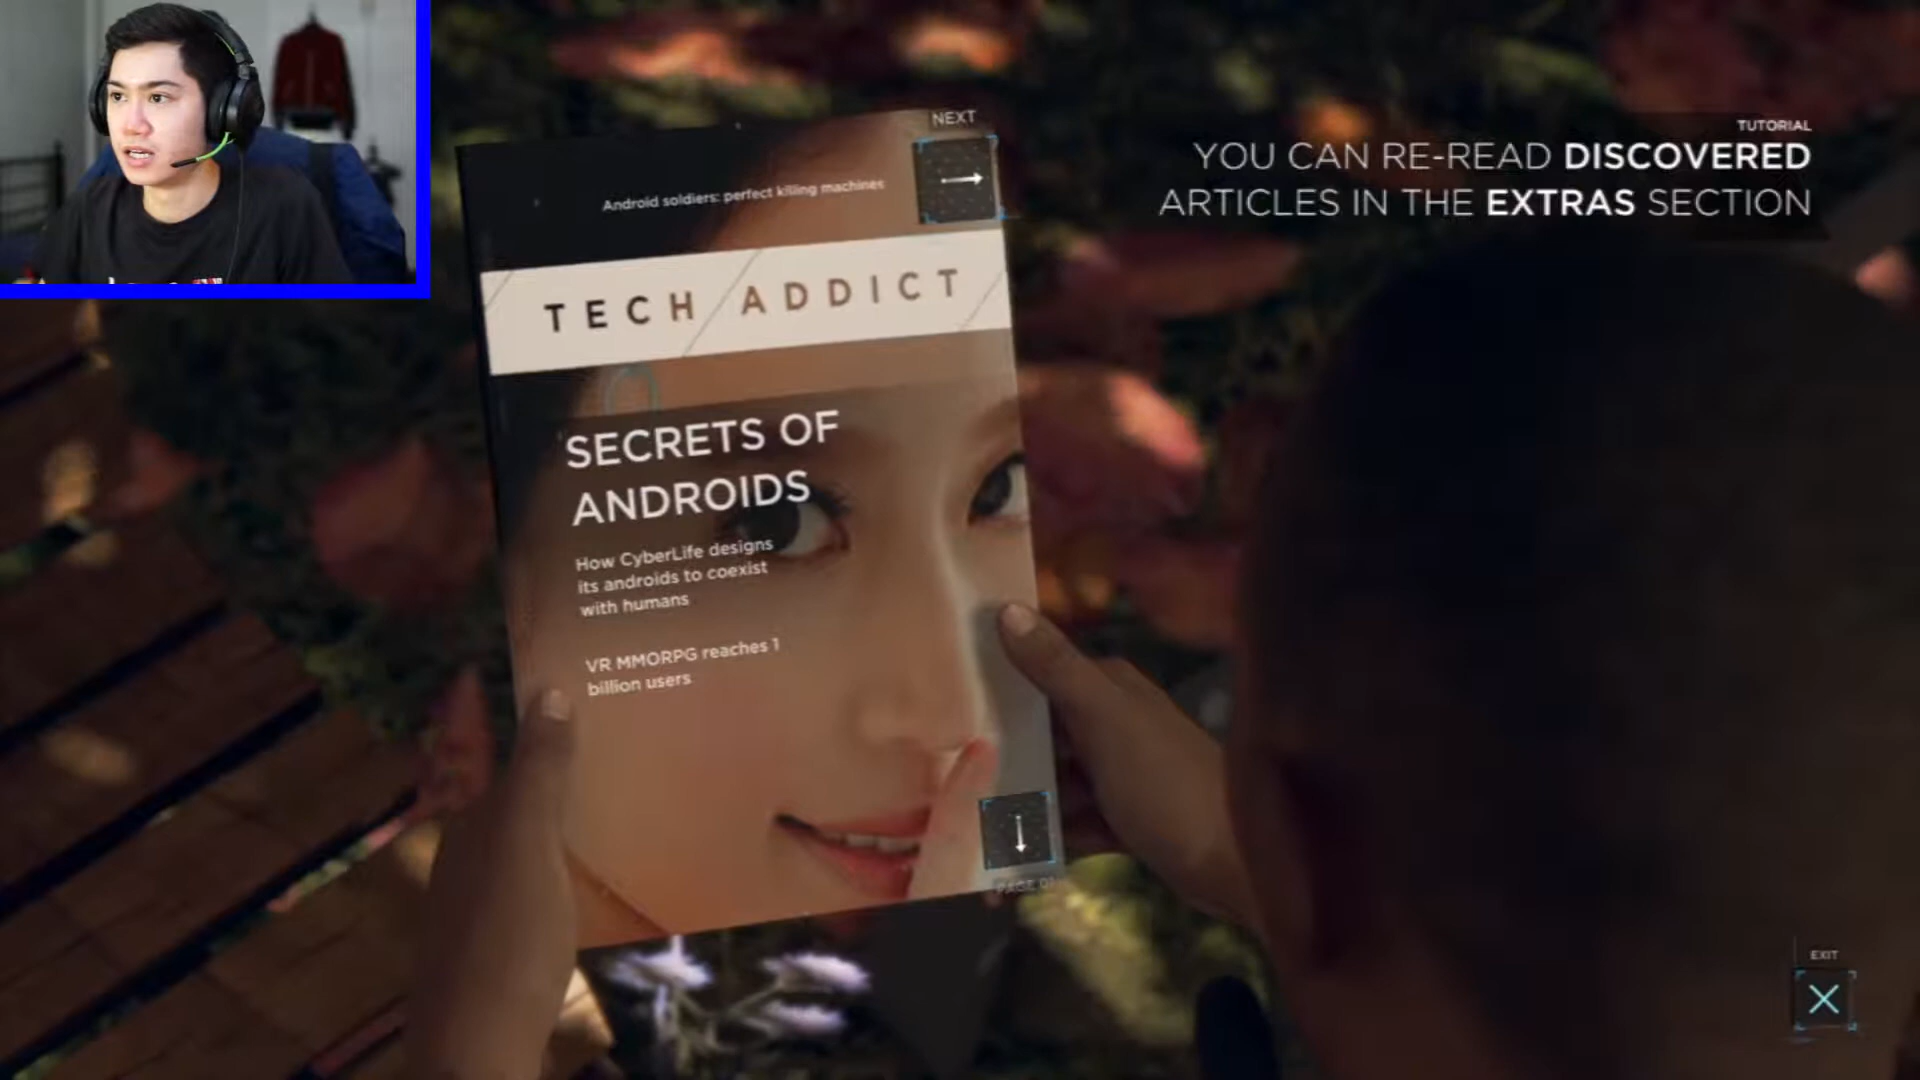 NEXT
TUTORIAL
YOU CAN RE-READ DISCOVERED
ARTICLES IN THE EXTRAS SECTION
Android soldiers: perfect killing machines
TECH ADDICT
SECRETS OF
ANDROIDS
How CyberLife designs
its androids to coexist
with humans
VR MMORPG reaches 1
billion users
PAGE 01
EXIT